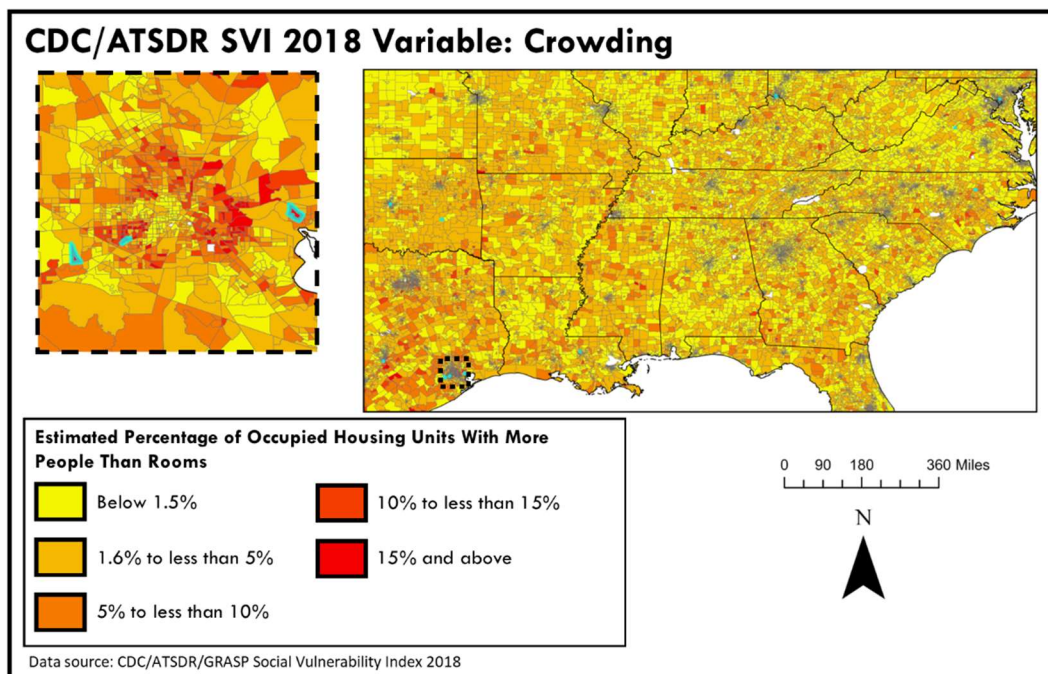 CDC/ATSDR SVI 2018 Variable: Crowding
Estimated Percentage of Occupied Housing Units With More
People Than Rooms
Below 1.5%
10% to less than 15%
1.6% to less than 5%
15% and above
5% to less than 10%
0 90 180 360 Miles
N
Data source: CDC/ATSDR/GRASP Social Vulnerability Index 2018